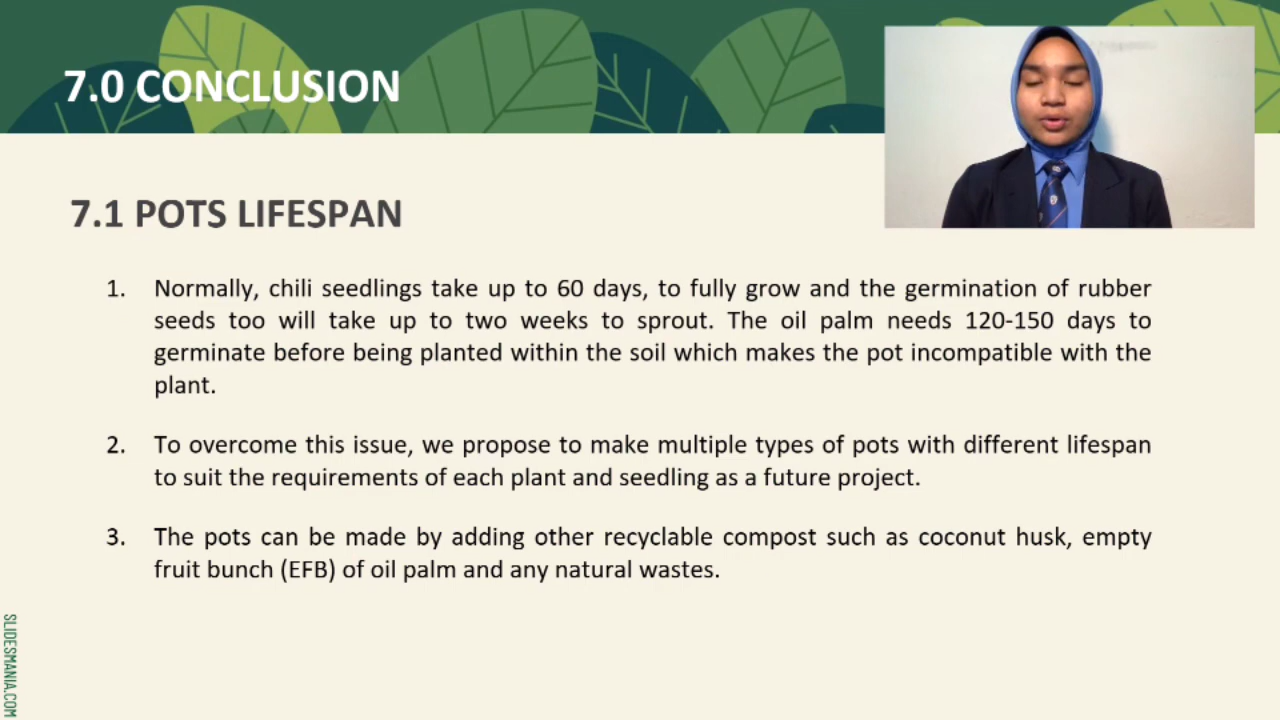 7.0 CONCLUSION
7.1 POTS LIFESPAN
1. Normally, chili seedlings take up to 60 days, to fully grow and the germination of rubber
seeds too will take up to two weeks to sprout. The oil palm needs 120-150 days to
germinate before being planted within the soil which makes the pot incompatible with the
plant.
2. To overcome this issue, we propose to make multiple types of pots with different lifespan
to suit the requirements of each plant and seedling as a future project.
3. The pots can be made by adding other recyclable compost such as coconut husk, empty
fruit bunch (EFB) of oil palm and any natural wastes.
SLIDESMANIA.COM